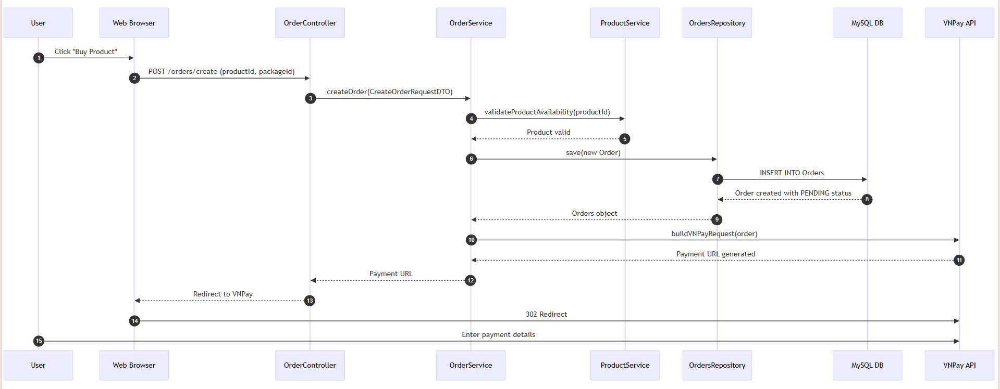 User
Web Browser
OrderController
OrderService
ProductService
OrdersRepository
MySQL DB
VNPay API
1
Click "Buy Product"
2
POST /orders/create (productId, packageId)
3
createOrder(CreateOrderRequestDTO)
4
validateProductAvailability(productId)
Product valid
5
6
save(new Order)
7
INSERT INTO Orders
Order created with PENDING status
8
Orders object
9
10
buildVNPayRequest(order)
Payment URL generated
11
Payment URL
12
Redirect to VNPay
13
14
302 Redirect
15
Enter payment details
User
Web Browser
OrderController
OrderService
ProductService
OrdersRepository
MySQL DB
VNPay API